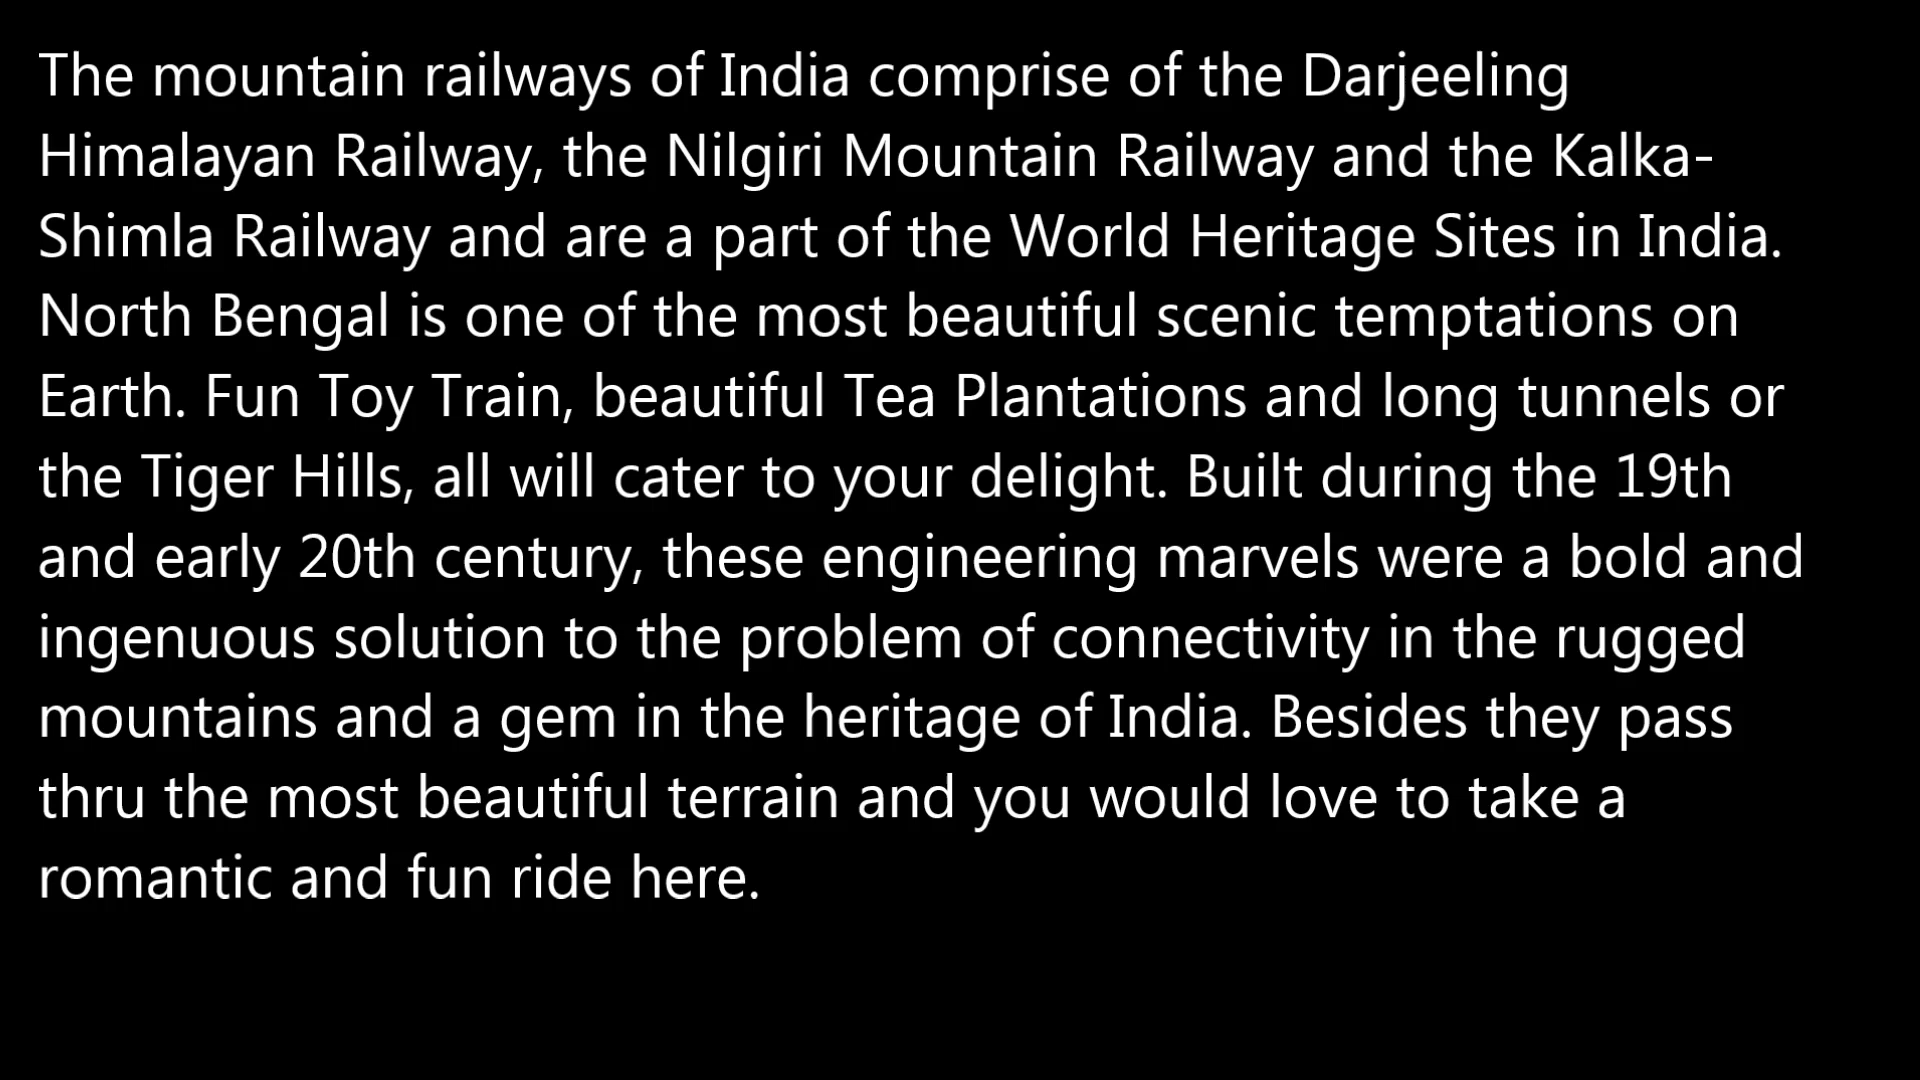 The mountain railways of India comprise of the Darjeeling
Himalayan Railway, the Nilgiri Mountain Railway and the Kalka-
Shimla Railway and are a part of the World Heritage Sites in India.
North Bengal is one of the most beautiful scenic temptations on
Earth. Fun Toy Train, beautiful Tea Plantations and long tunnels or
the Tiger Hills, all will cater to your delight. Built during the 19th
and early 20th century, these engineering marvels were a bold and
ingenuous solution to the problem of connectivity in the rugged
mountains and a gem in the heritage of India. Besides they pass
thru the most beautiful terrain and you would love to take a
romantic and fun ride here.